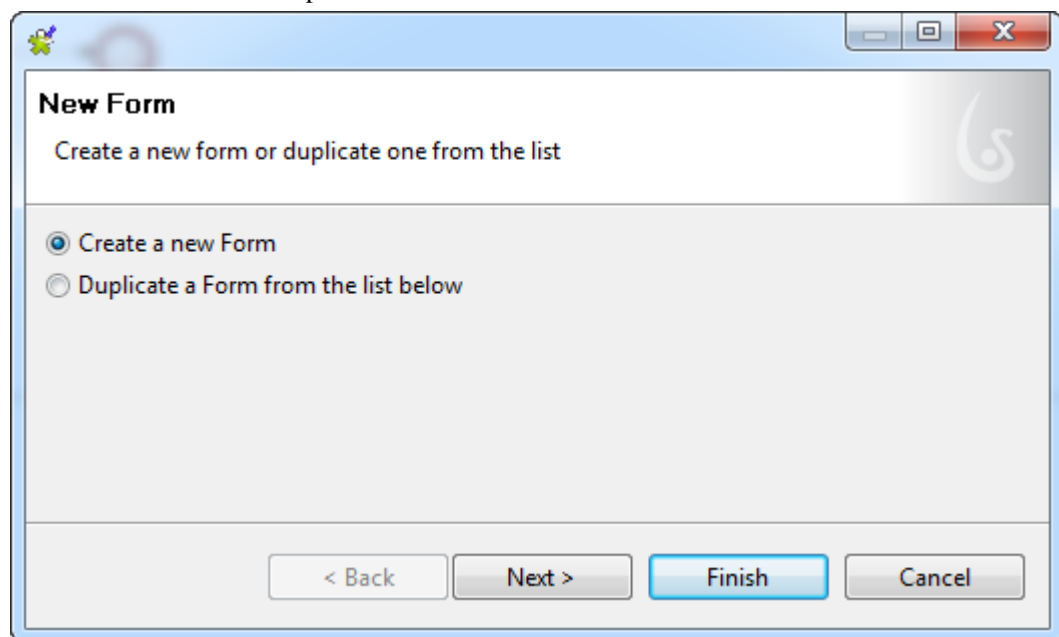 New Form
Create a new form or duplicate one from the list
Create a new Form
Duplicate a Form from the list below
< Back
Next >
Finish
Cancel